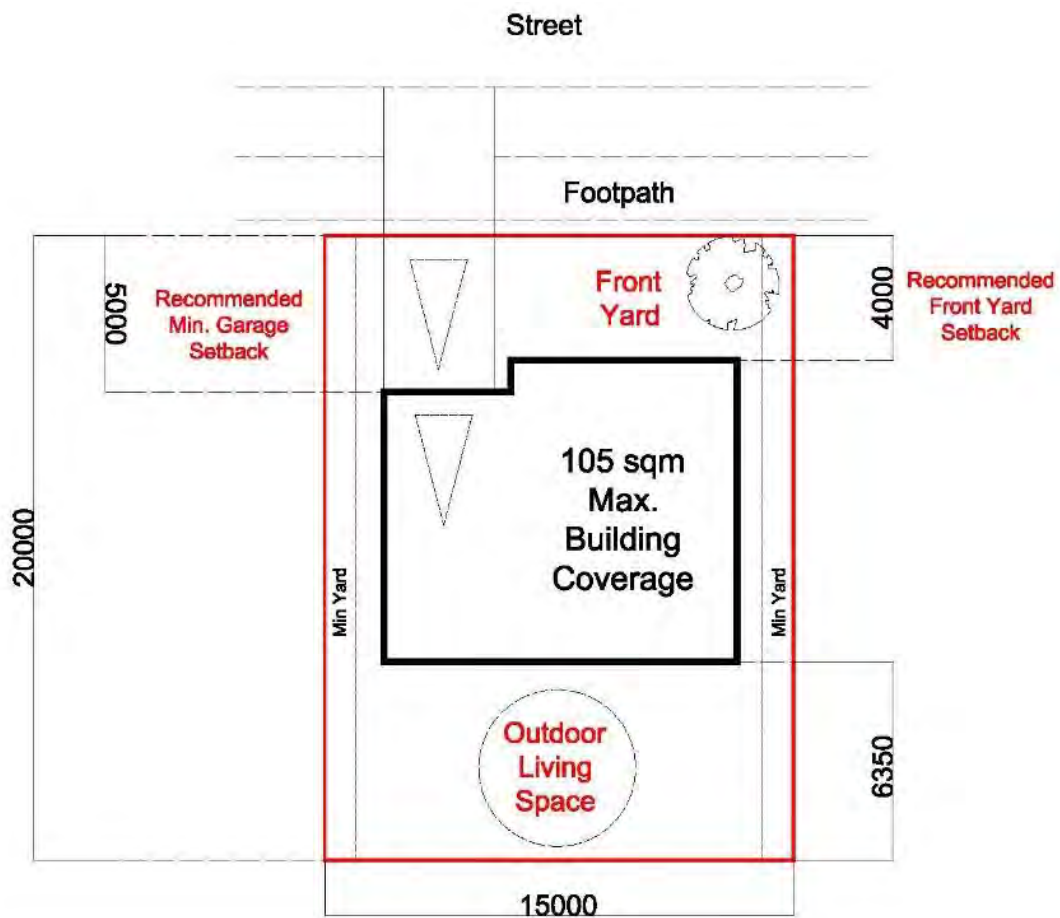 Street
Footpath
5000
Recommended
Min. Garage
Setback
Front
Yard
4000
Recommended
Front Yard
Setback
105 sqm
Max.
Building
Coverage
20000
Min Yard
Min Yard
Outdoor
Living
Space
6350
15000